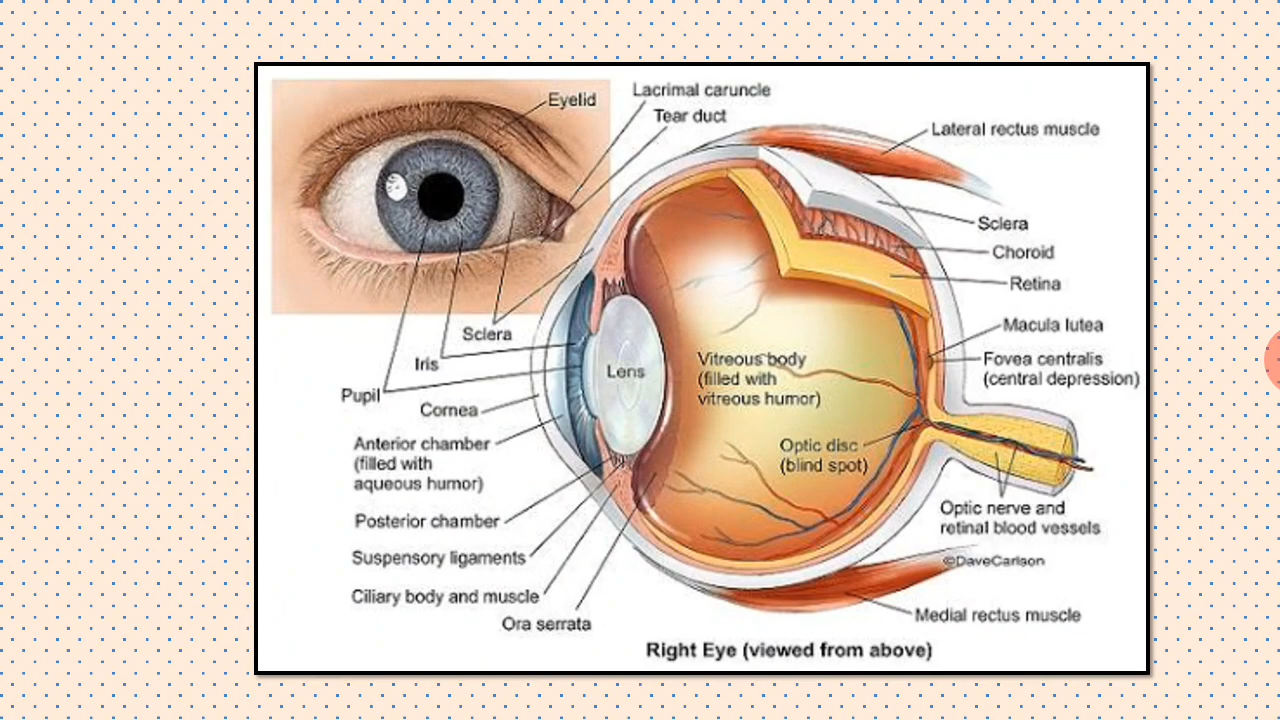 Eyelid
Lacrimal caruncle
Tear duct
Lateral rectus muscle
Sclera
Choroid
Retina
Macula lutea
Fovea centralis
(central depression)
Sclera
Iris
Pupil
Cornea
Lens
Vitreous body
(filled with
vitreous humor)
Anterior chamber
(filled with
aqueous humor)
Optic disc
(blind spot)
Posterior chamber
Optic nerve and
retinal blood vessels
Suspensory ligaments
©DaveCarlson
Ciliary body and muscle
Ora serrata
Medial rectus muscle
Right Eye (viewed from above)